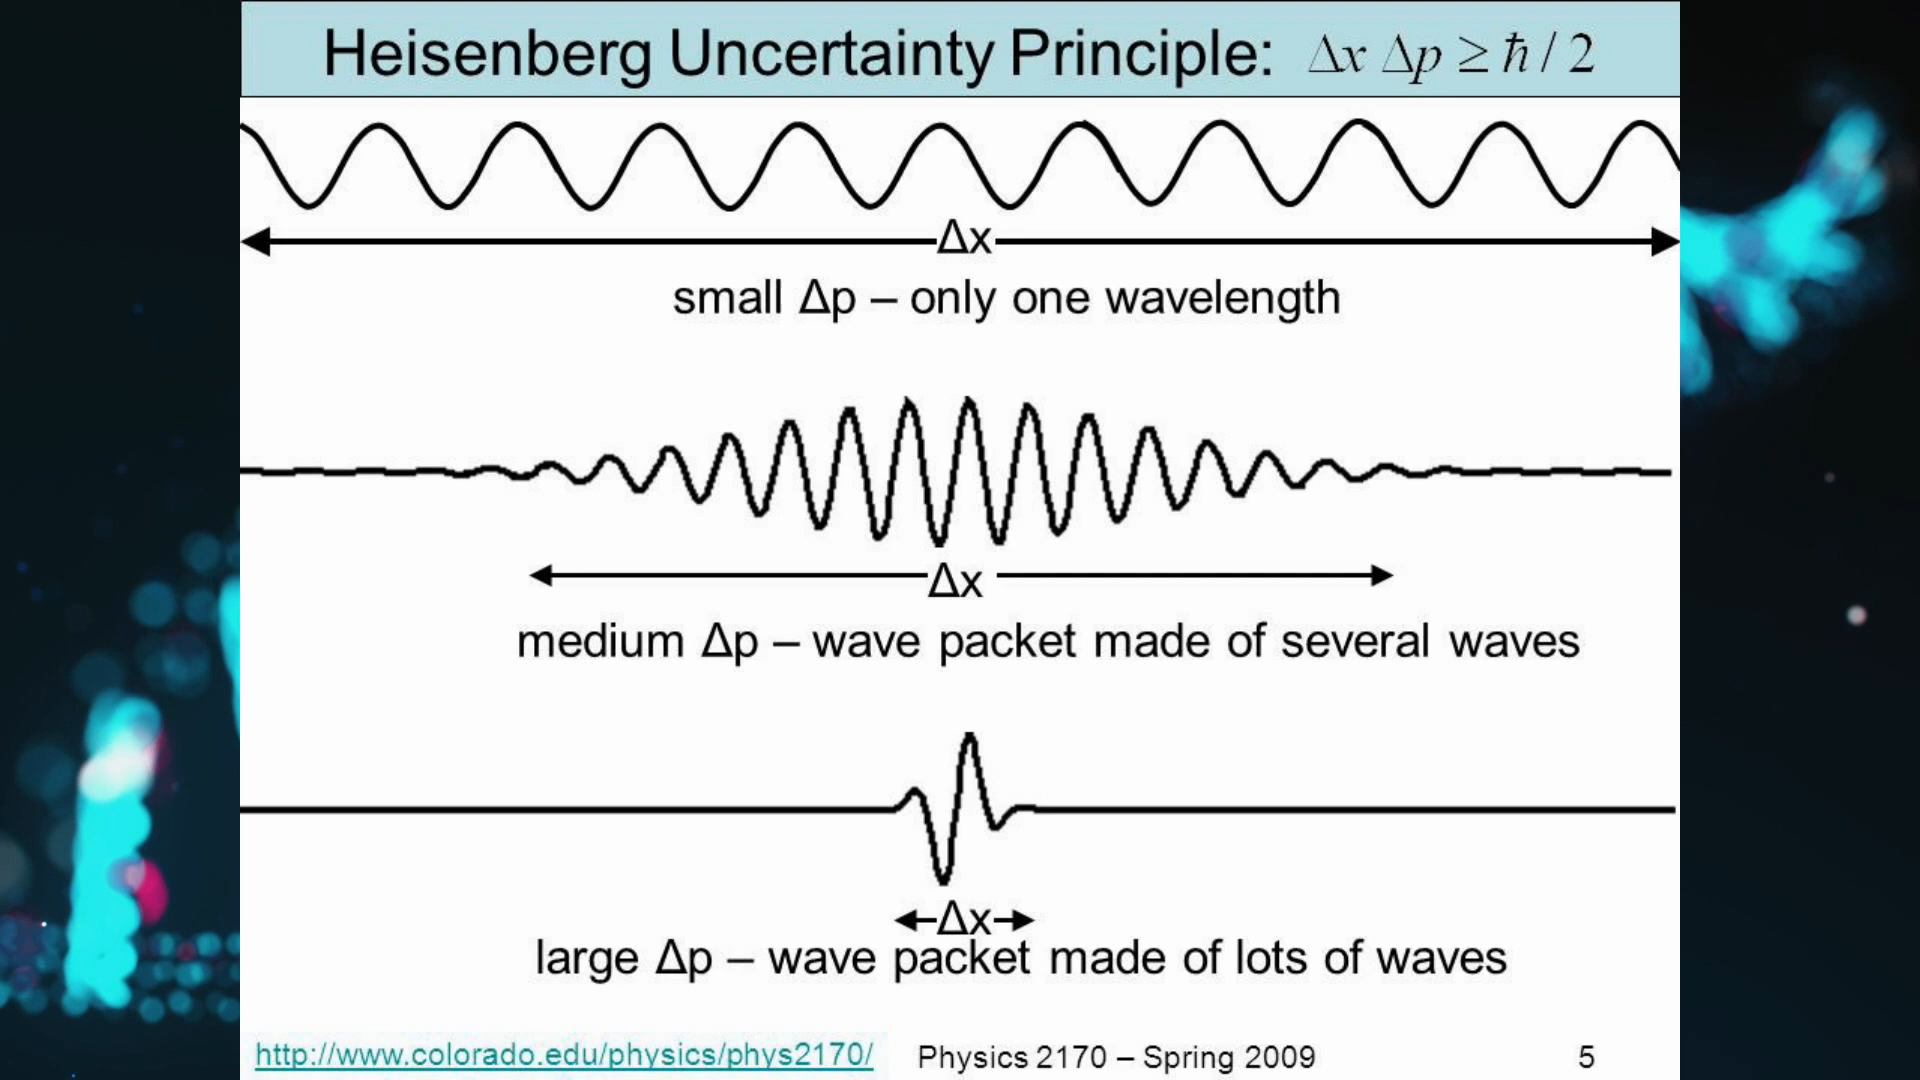 Heisenberg Uncertainty Principle: Δx Δp ≥ ħ / 2
Δx
small Δp – only one wavelength
Δx
medium Δp – wave packet made of several waves
Δx
large Δp – wave packet made of lots of waves
http://www.colorado.edu/physics/phys2170/ Physics 2170 – Spring 2009 5